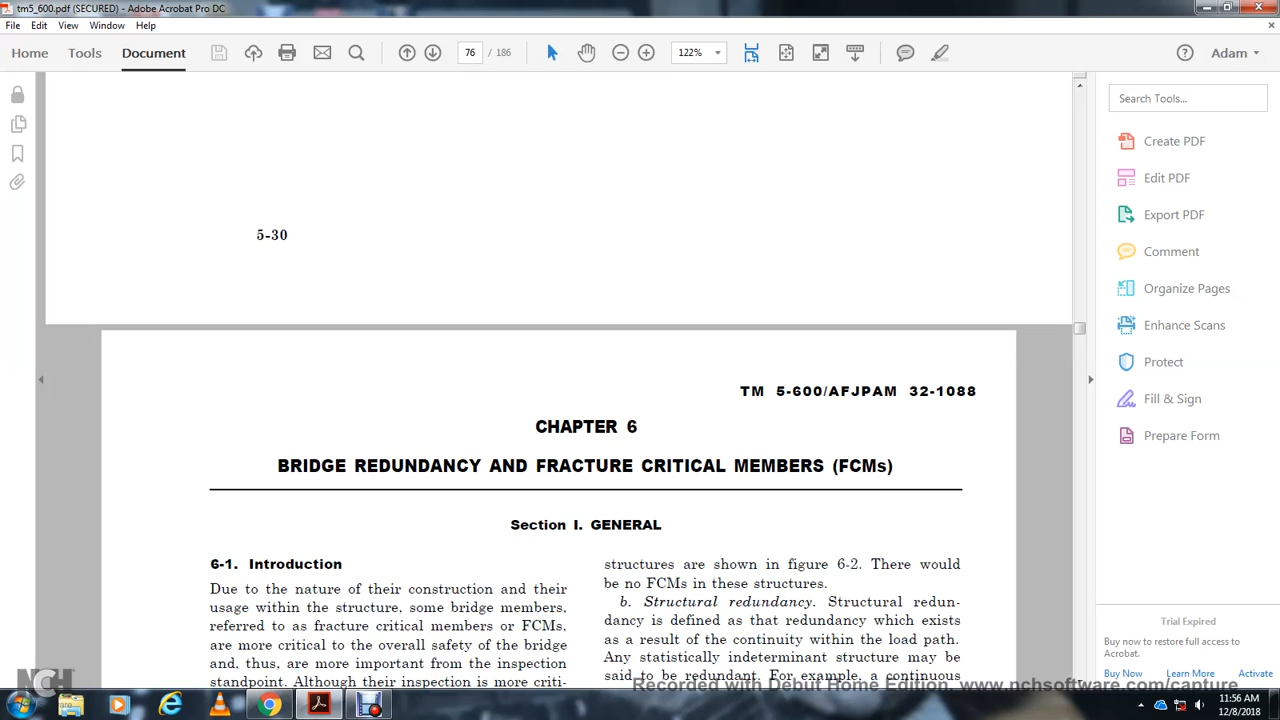 tm5_600.pdf (SECURED) - Adobe Acrobat Pro DC
File Edit View Window Help
Home Tools Document 76 / 186 122% Adam
Search Tools...
Create PDF
Edit PDF
Export PDF
Comment
Organize Pages
Enhance Scans
Protect
Fill & Sign
Prepare Form
Trial Expired
Buy now to restore full access to
Acrobat.
Buy Now Learn More Activate
5-30
TM 5-600/AFJPAM 32-1088
CHAPTER 6
BRIDGE REDUNDANCY AND FRACTURE CRITICAL MEMBERS (FCMs)
Section I. GENERAL
6-1. Introduction
Due to the nature of their construction and their
usage within the structure, some bridge members,
referred to as fracture critical members or FCMs,
are more critical to the overall safety of the bridge
and, thus, are more important from the inspection
standpoint. Although their inspection is more criti-
structures are shown in figure 6-2. There would
be no FCMs in these structures.
b. Structural redundancy. Structural redun-
dancy is defined as that redundancy which exists
as a result of the continuity within the load path.
Any statistically indeterminant structure may be
said to be redundant. For example, a continuous
Recorded with Debut Home Edition. www.nchsoftware.com/capture
NCH
11:56 AM
12/8/2018